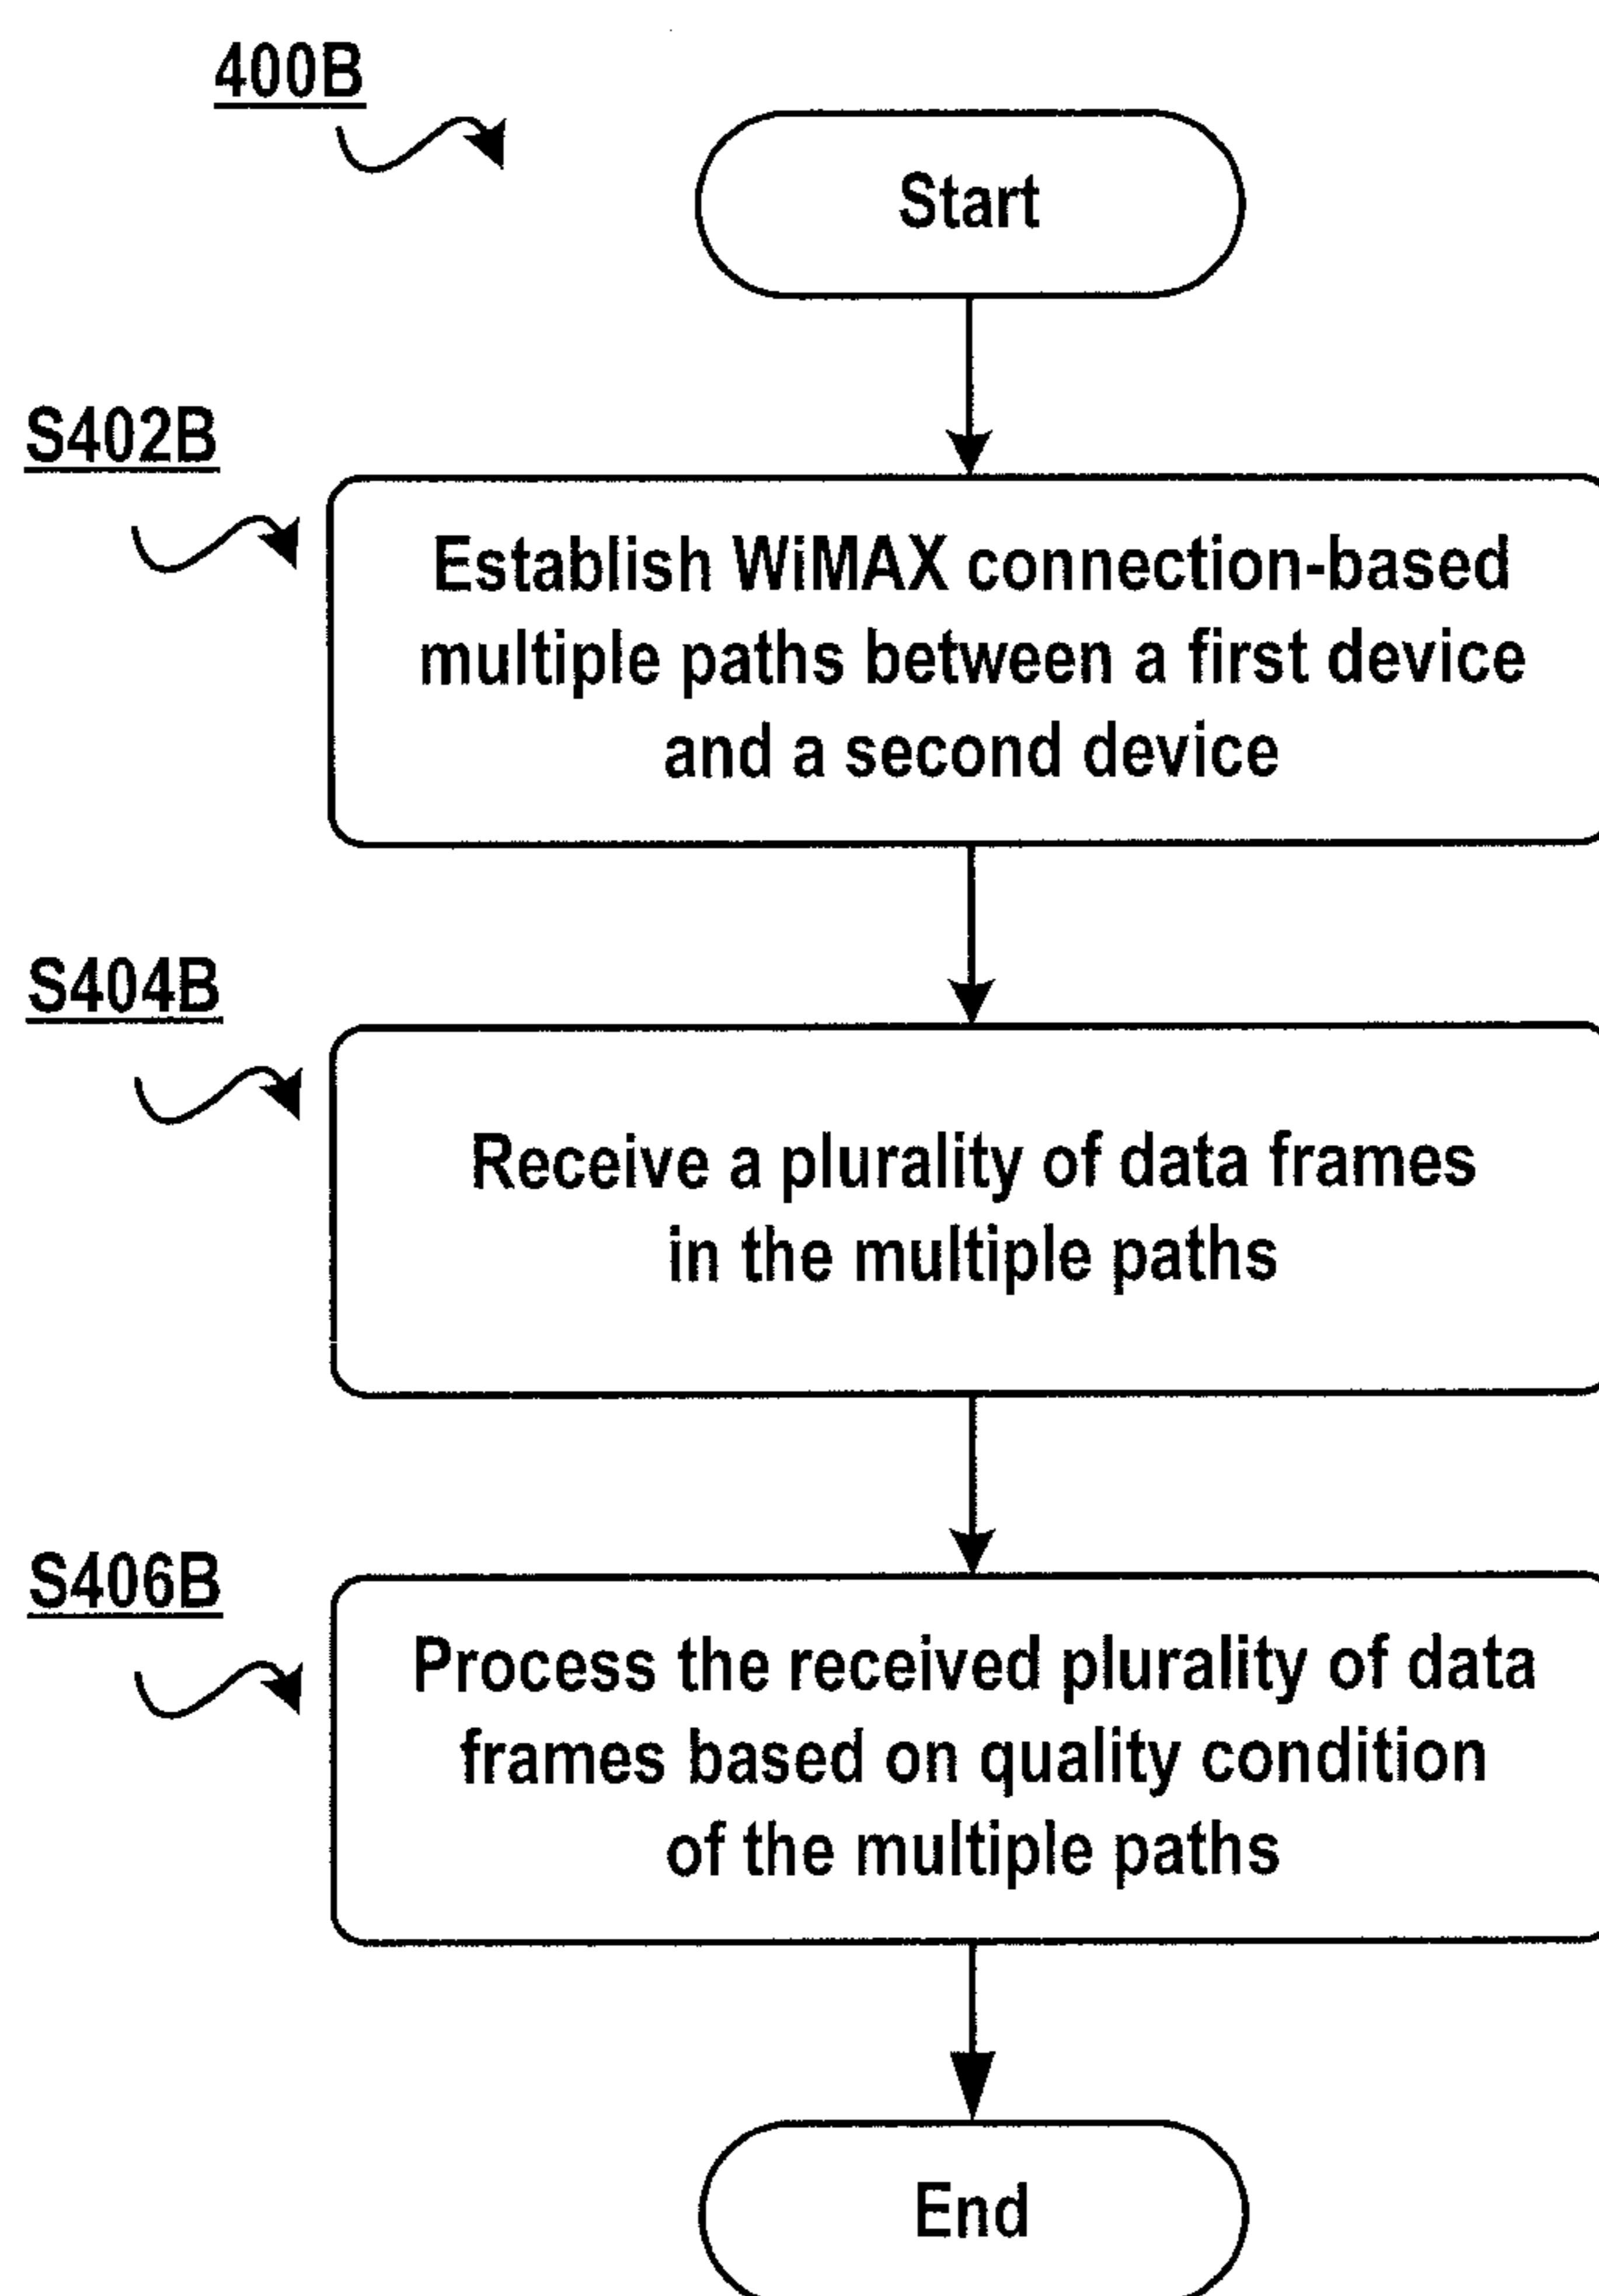 400B
Start
S402B
Establish WiMAX connection-based
multiple paths between a first device
and a second device
S404B
Receive a plurality of data frames
in the multiple paths
S406B
Process the received plurality of data
frames based on quality condition
of the multiple paths
End